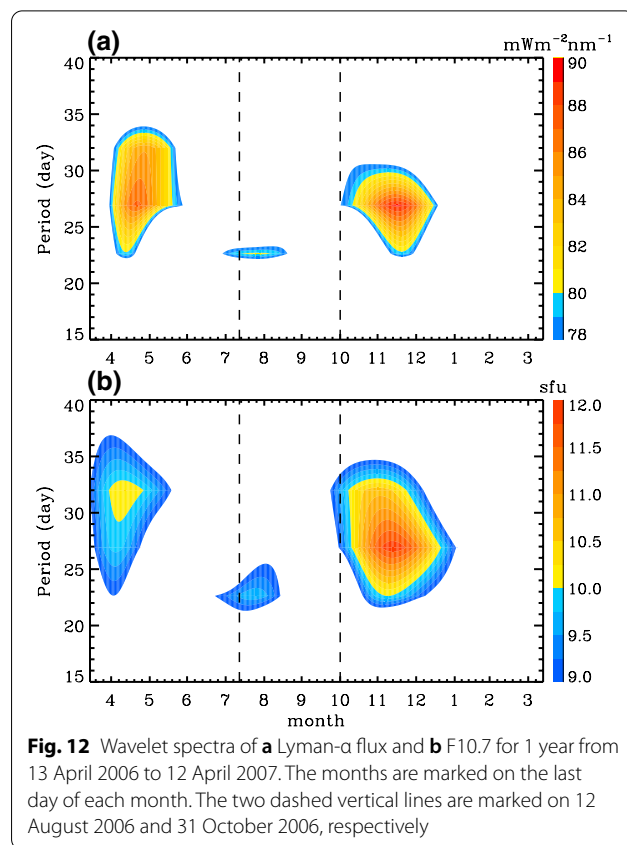 (a)
mWm⁻²nm⁻¹
40
35
30
25
20
15
Period (day)
4 5 6 7 8 9 10 11 12 1 2 3
90
88
86
84
82
80
78
(b)
sfu
40
35
30
25
20
15
Period (day)
4 5 6 7 8 9 10 11 12 1 2 3
month
12.0
11.5
11.0
10.5
10.0
9.5
9.0
Fig. 12 Wavelet spectra of a Lyman-α flux and b F10.7 for 1 year from
13 April 2006 to 12 April 2007. The months are marked on the last
day of each month. The two dashed vertical lines are marked on 12
August 2006 and 31 October 2006, respectively